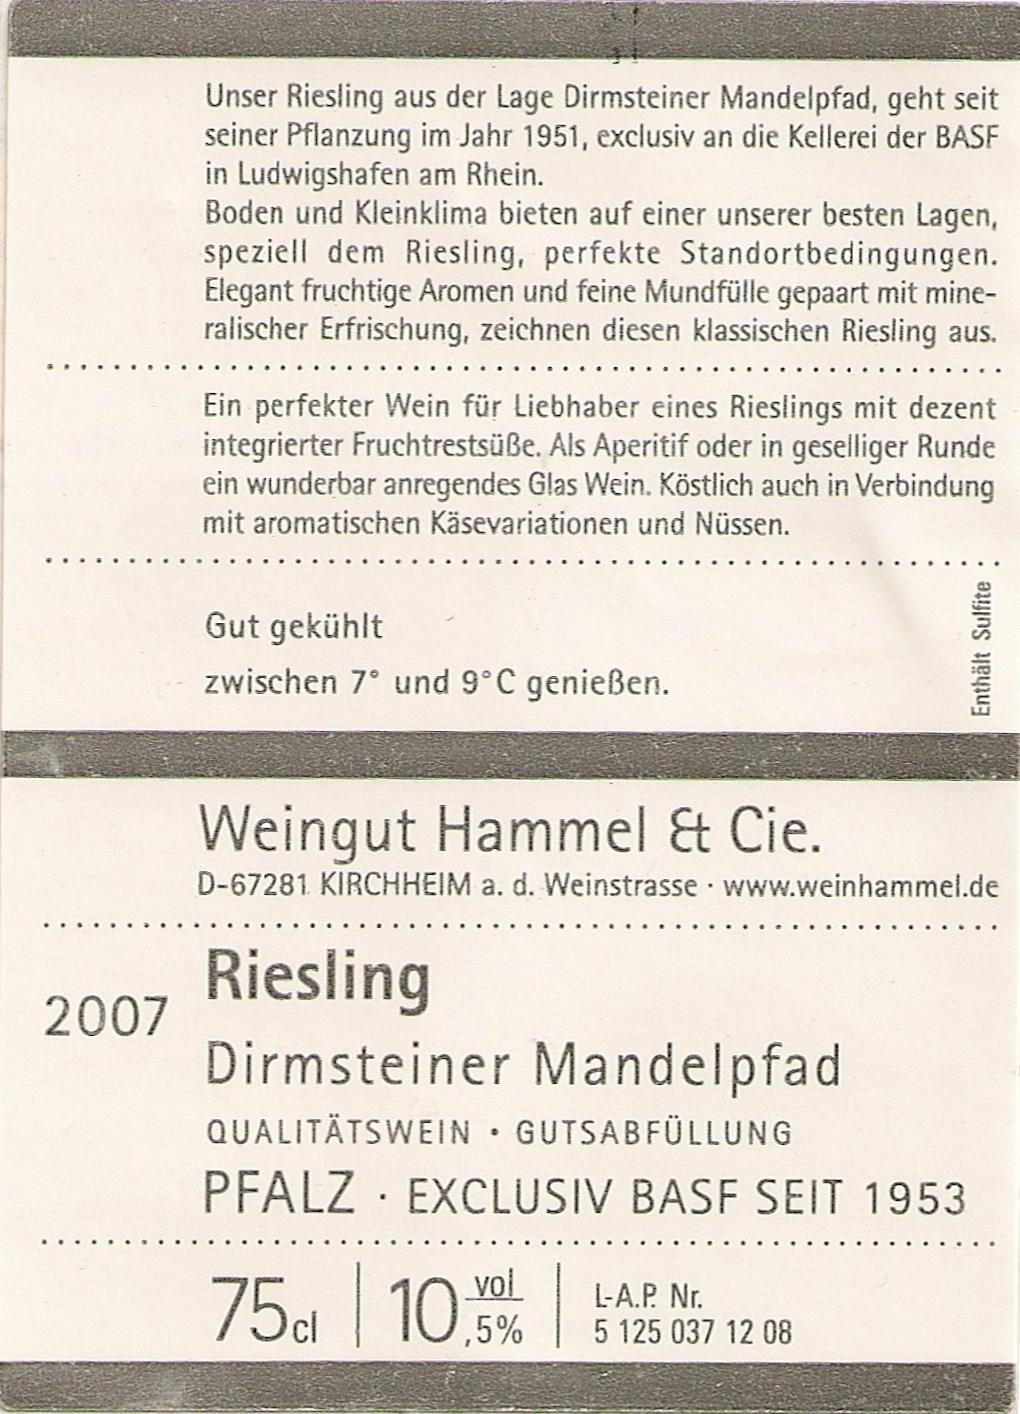 Unser Riesling aus der Lage Dirmsteiner Mandelpfad, geht seit
seiner Pflanzung im Jahr 1951, exclusiv an die Kellerei der BASF
in Ludwigshafen am Rhein.
Boden und Kleinklima bieten auf einer unserer besten Lagen,
speziell dem Riesling, perfekte Standortbedingungen.
Elegant fruchtige Aromen und feine Mundfülle gepaart mit mine-
ralischer Erfrischung, zeichnen diesen klassischen Riesling aus.
Ein perfekter Wein für Liebhaber eines Rieslings mit dezent
integrierter Fruchtrestsüße. Als Aperitif oder in geselliger Runde
ein wunderbar anregendes Glas Wein. Köstlich auch in Verbindung
mit aromatischen Käsevariationen und Nüssen.
Gut gekühlt
zwischen 7° und 9°C genießen.
Enthält Sulfite
Weingut Hammel & Cie.
D-67281 KIRCHHEIM a. d. Weinstrasse · www.weinhammel.de
Riesling
2007
Dirmsteiner Mandelpfad
QUALITÄTSWEIN · GUTSABFÜLLUNG
PFALZ · EXCLUSIV BASF SEIT 1953
75cl | 10,5% vol | L-A.P. Nr.
5 125 037 12 08